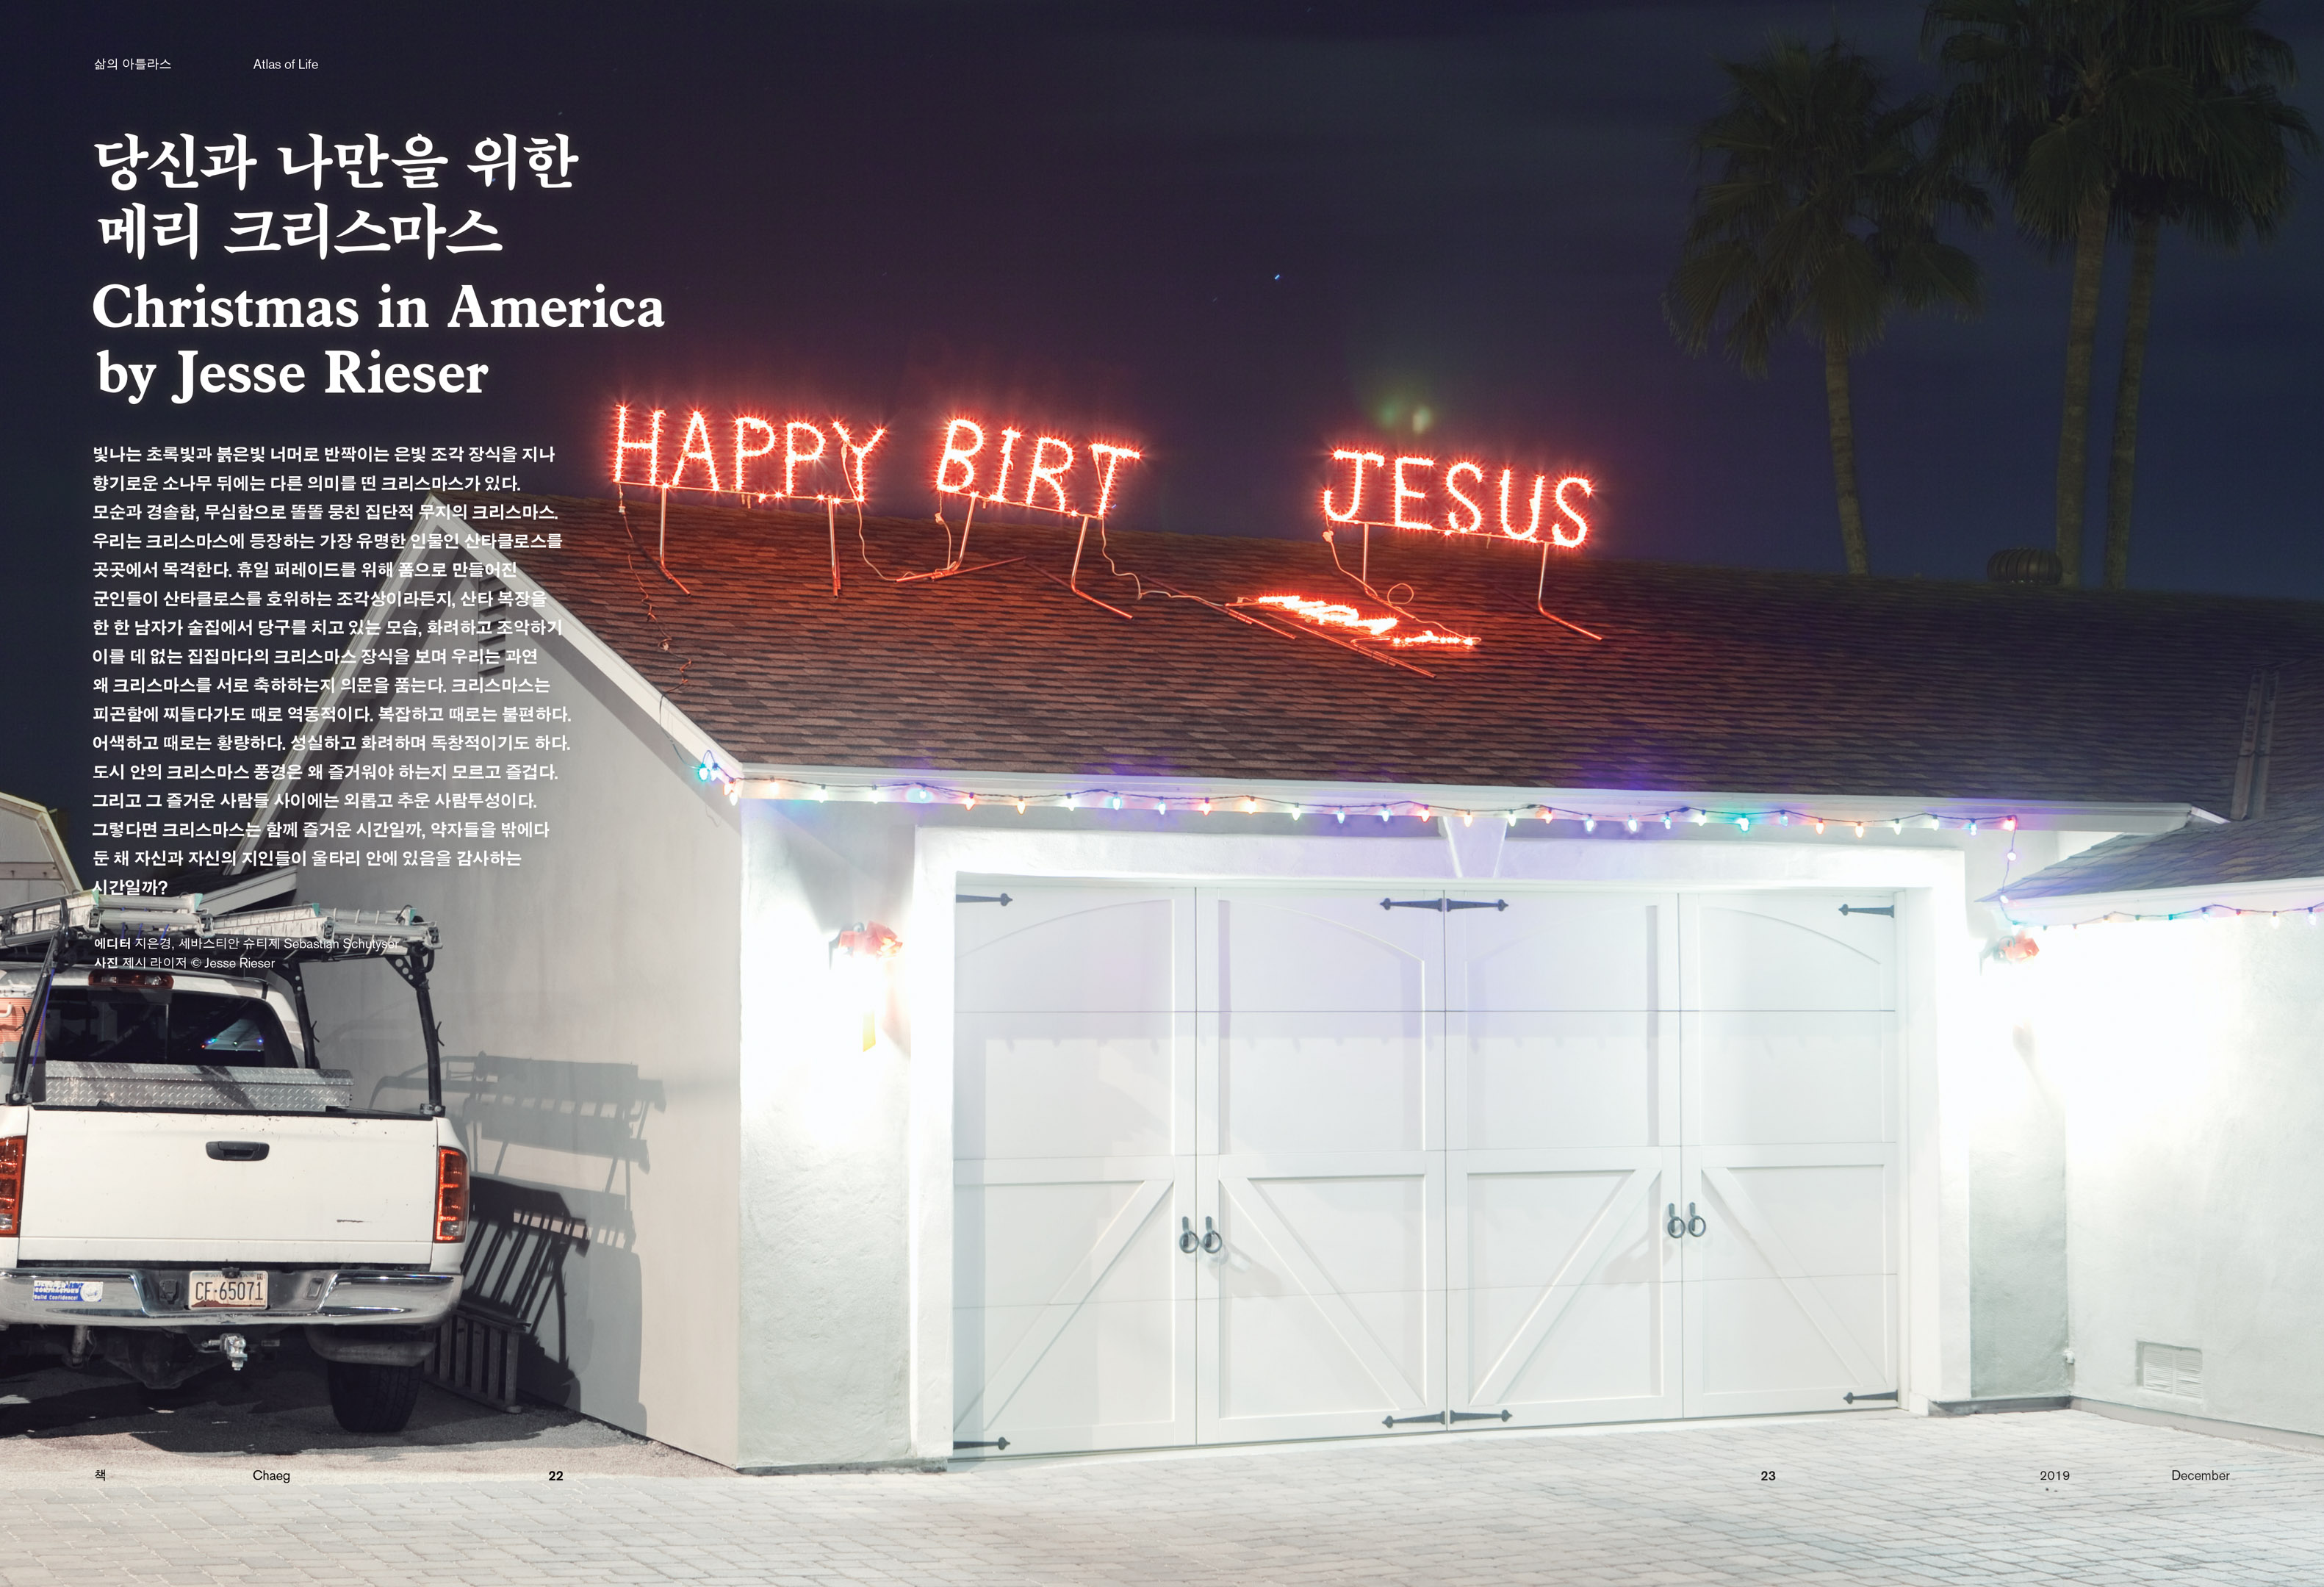 삶의 아틀라스 Atlas of Life
당신과 나만을 위한
메리 크리스마스
Christmas in America
by Jesse Rieser
빛나는 초록빛과 붉은빛 너머로 반짝이는 은빛 조각 장식을 지나
향기로운 소나무 뒤에는 다른 의미를 띤 크리스마스가 있다.
모순과 경솔함, 무심함으로 똘똘 뭉친 집단적 무지의 크리스마스.
우리는 크리스마스에 등장하는 가장 유명한 인물인 산타클로스를
곳곳에서 목격한다. 휴일 퍼레이드를 위해 폼으로 만들어진
군인들이 산타클로스를 호위하는 조각상이라든지, 산타 복장을
한 한 남자가 술집에서 당구를 치고 있는 모습, 화려하고 조악하기
이를 데 없는 집집마다의 크리스마스 장식을 보며 우리는 과연
왜 크리스마스를 서로 축하하는지 의문을 품는다. 크리스마스는
피곤함에 찌들다가도 때로 역동적이다. 복잡하고 때로는 불편하다.
어색하고 때로는 황량하다. 성실하고 화려하며 독창적이기도 하다.
도시 안의 크리스마스 풍경은 왜 즐거워야 하는지 모르고 즐겁다.
그리고 그 즐거운 사람들 사이에는 외롭고 추운 사람투성이다.
그렇다면 크리스마스는 함께 즐거운 시간일까, 약자들을 밖에다
둔 채 자신과 자신의 지인들이 울타리 안에 있음을 감사하는
시간일까?
에디터 지은경, 세바스티안 슈티제 Sebastian Schutyser
사진 제시 라이저 © Jesse Rieser
HAPPY BIRT JESUS
CF-65071
책 Chaeg 22 23 2019 December